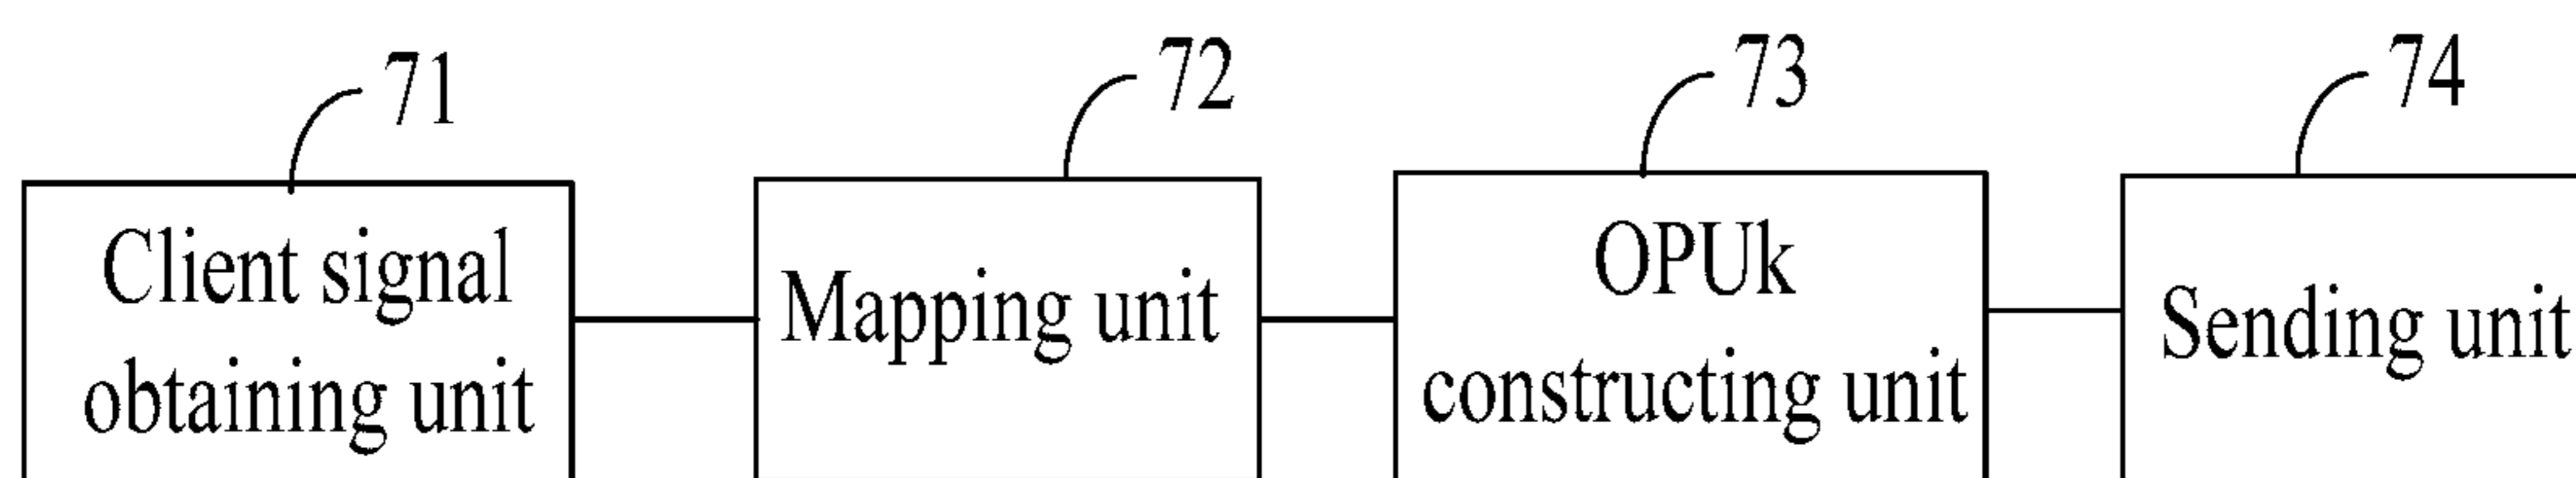 71
72
73
74
Client signal
obtaining unit
Mapping unit
OPUk
constructing unit
Sending unit